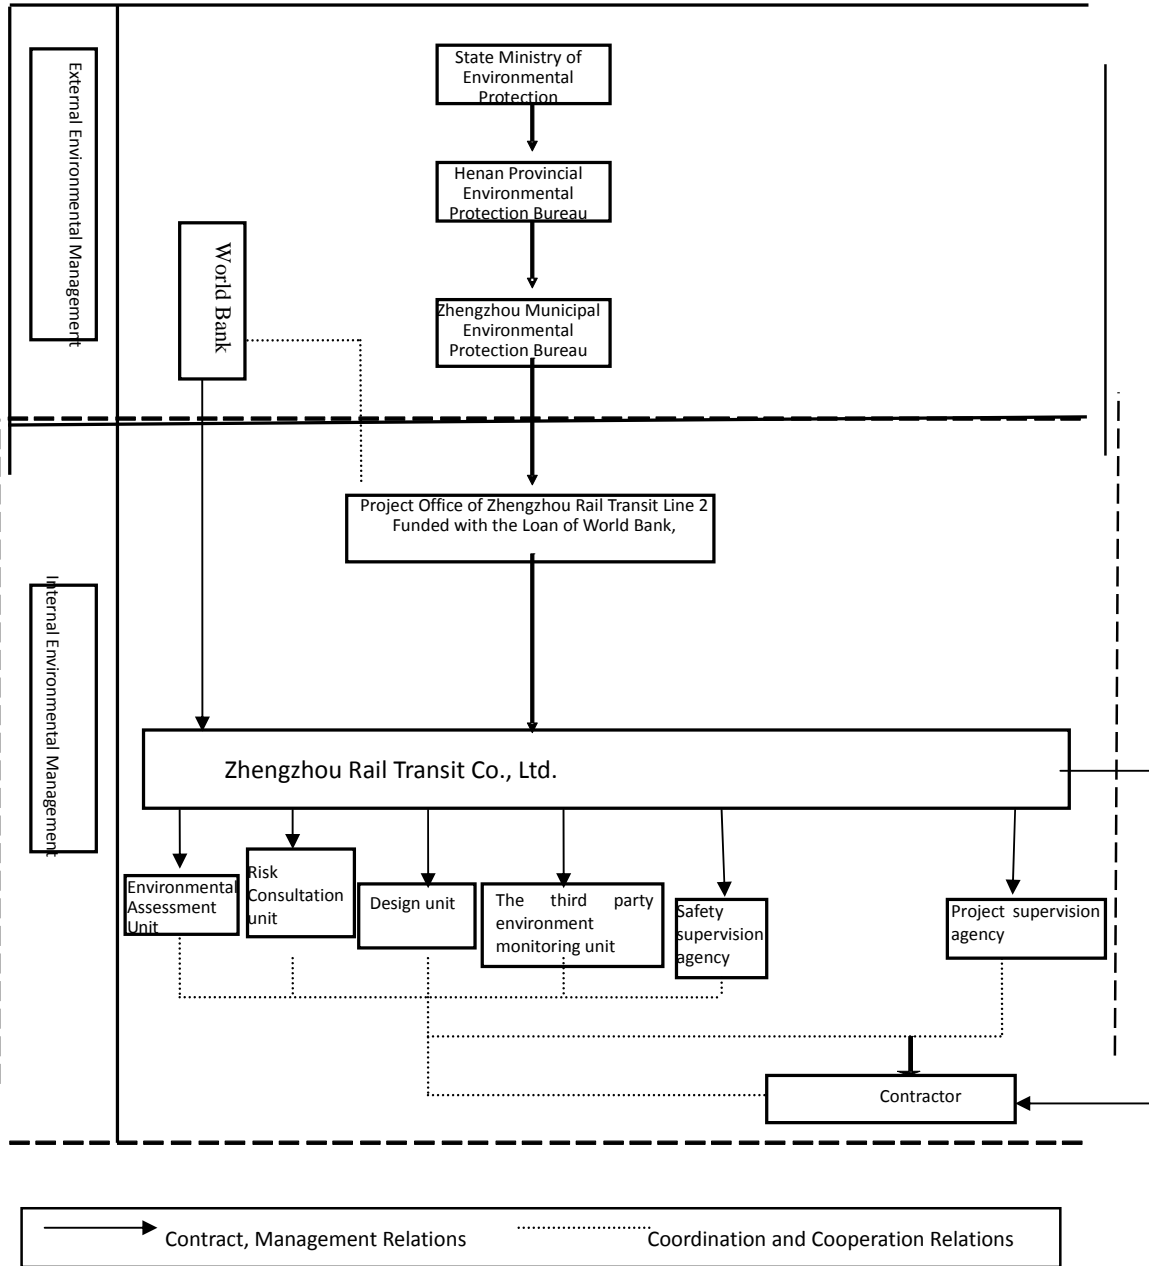 External Environmental Management
State Ministry of
Environmental
Protection
Henan Provincial
Environmental
Protection Bureau
World Bank
Zhengzhou Municipal
Environmental
Protection Bureau
Project Office of Zhengzhou Rail Transit Line 2
Funded with the Loan of World Bank,
Internal Environmental Management
Zhengzhou Rail Transit Co., Ltd.
Environmental
Assessment
Unit
Risk
Consultation
unit
Design unit
The third party
environment
monitoring unit
Safety
supervision
agency
Project supervision
agency
Contractor
Contract, Management Relations
Coordination and Cooperation Relations